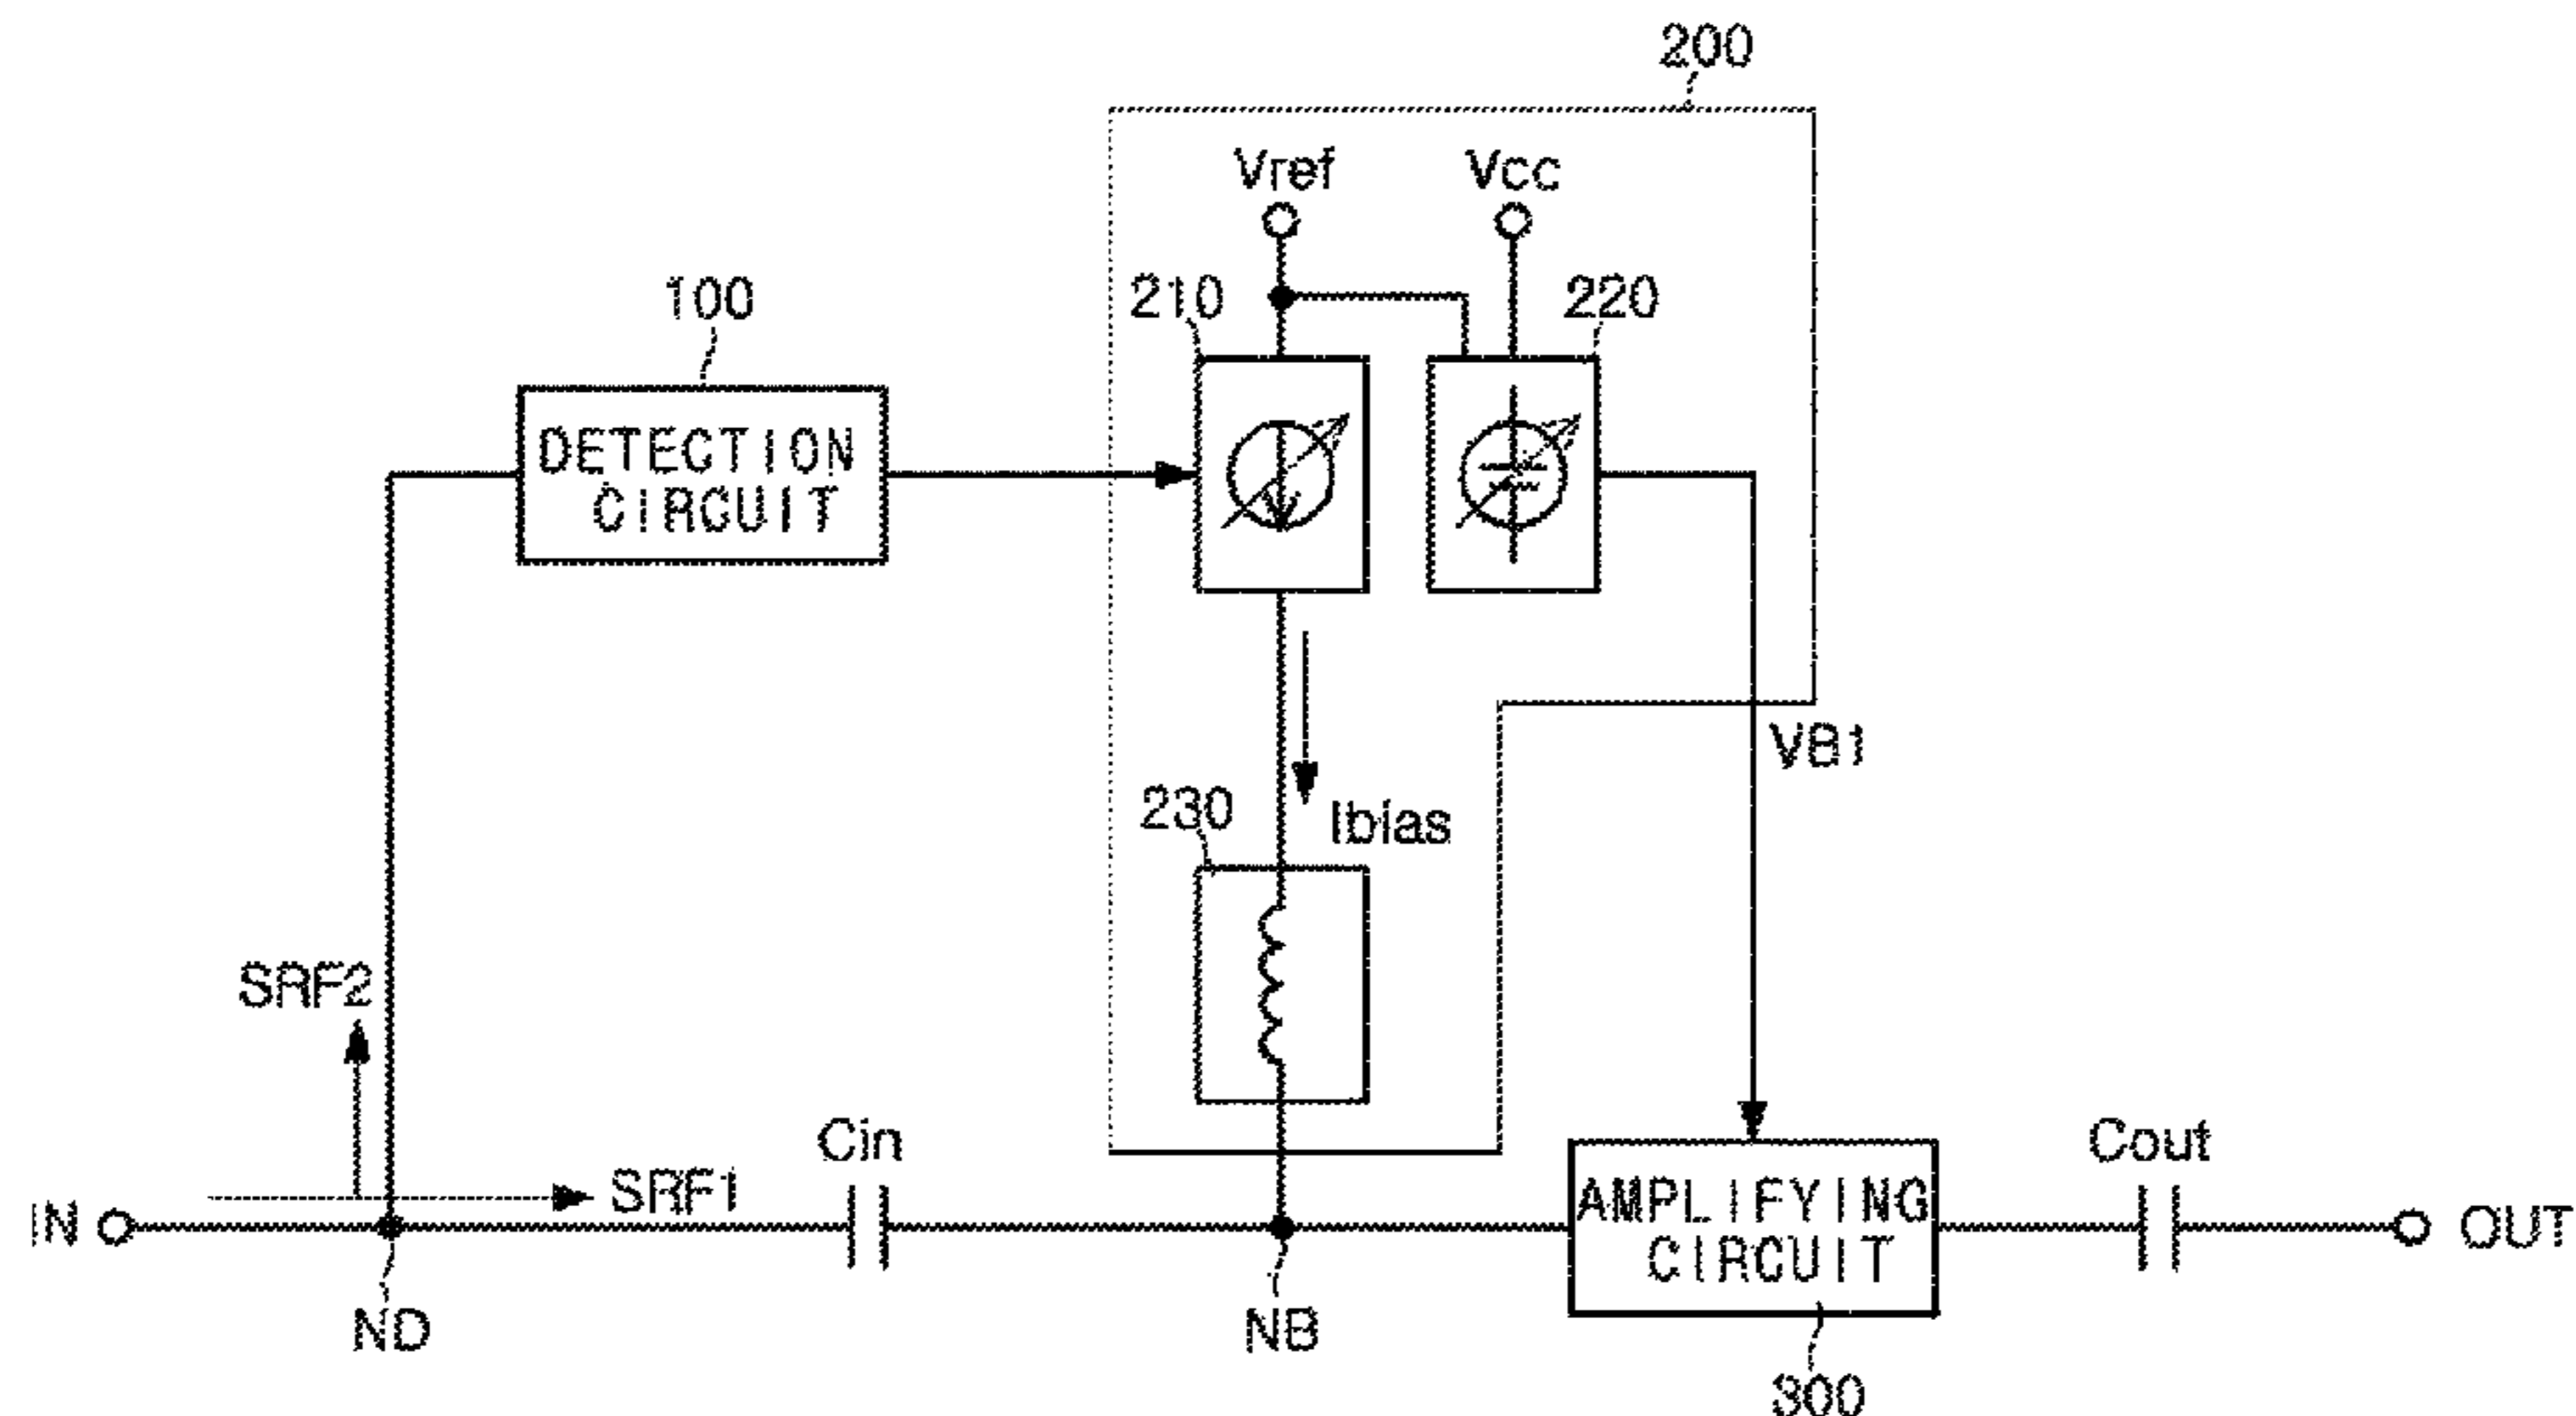 200
Vref
Vcc
100
210
220
DETECTION
CIRCUIT
VB1
230
Ibias
SRF2
Cin
Cout
SRF1
IN
AMPLIFYING
CIRCUIT
OUT
ND
NB
300